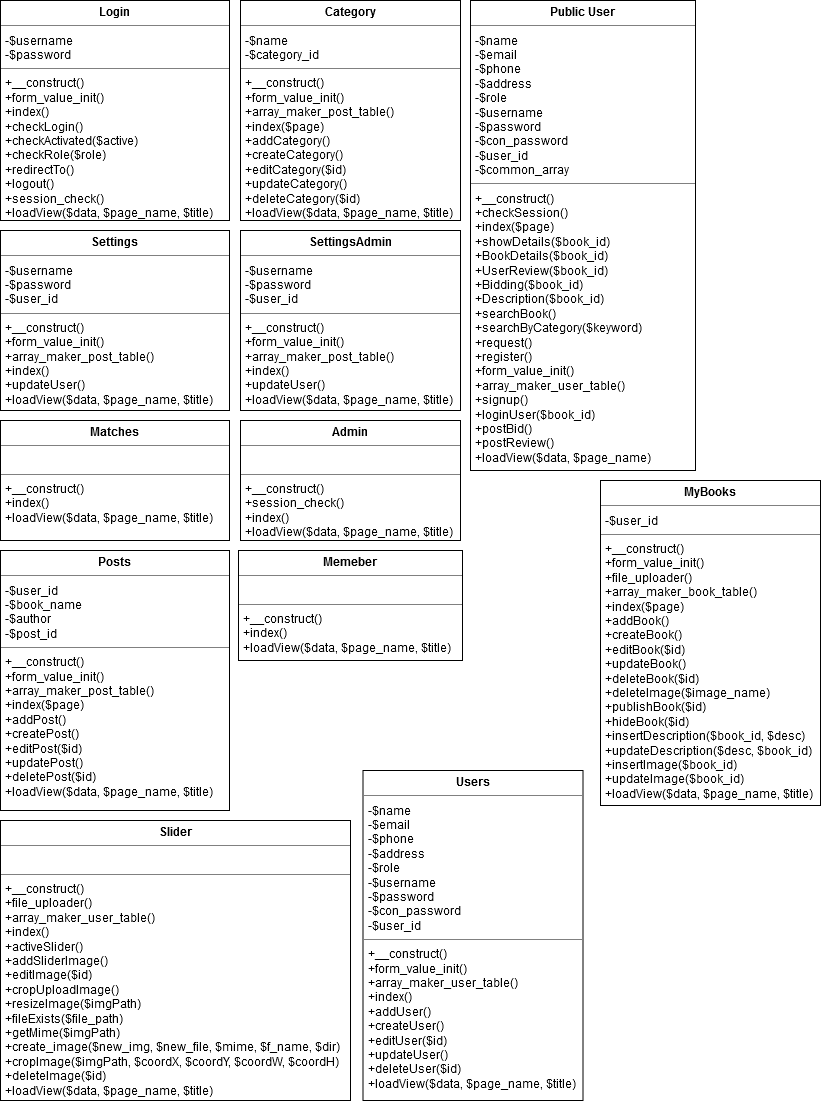 Login
-$username
-$password
+__construct()
+form_value_init()
+index()
+checkLogin()
+checkActivated($active)
+checkRole($role)
+redirectTo()
+logout()
+session_check()
+loadView($data, $page_name, $title)
Category
-$name
-$category_id
+__construct()
+form_value_init()
+array_maker_post_table()
+index($page)
+addCategory()
+createCategory()
+editCategory($id)
+updateCategory()
+deleteCategory($id)
+loadView($data, $page_name, $title)
Public User
-$name
-$email
-$phone
-$address
-$role
-$username
-$password
-$con_password
-$user_id
-$common_array
+__construct()
+checkSession()
+index($page)
+showDetails($book_id)
+BookDetails($book_id)
+UserReview($book_id)
+Bidding($book_id)
+Description($book_id)
+searchBook()
+searchByCategory($keyword)
+request()
+register()
+form_value_init()
+array_maker_user_table()
+signup()
+loginUser($book_id)
+postBid()
+postReview()
+loadView($data, $page_name)
Settings
-$username
-$password
-$user_id
+__construct()
+form_value_init()
+array_maker_post_table()
+index()
+updateUser()
+loadView($data, $page_name, $title)
SettingsAdmin
-$username
-$password
-$user_id
+__construct()
+form_value_init()
+array_maker_post_table()
+index()
+updateUser()
+loadView($data, $page_name, $title)
Matches
+__construct()
+index()
+loadView($data, $page_name, $title)
Admin
+__construct()
+session_check()
+index()
+loadView($data, $page_name, $title)
MyBooks
-$user_id
+__construct()
+form_value_init()
+file_uploader()
+array_maker_book_table()
+index($page)
+addBook()
+createBook()
+editBook($id)
+updateBook()
+deleteBook($id)
+deleteImage($image_name)
+publishBook($id)
+hideBook($id)
+insertDescription($book_id, $desc)
+updateDescription($desc, $book_id)
+insertImage($book_id)
+updateImage($book_id)
+loadView($data, $page_name, $title)
Posts
-$user_id
-$book_name
-$author
-$post_id
+__construct()
+form_value_init()
+array_maker_post_table()
+index($page)
+addPost()
+createPost()
+editPost($id)
+updatePost()
+deletePost($id)
+loadView($data, $page_name, $title)
Memeber
+__construct()
+index()
+loadView($data, $page_name, $title)
Users
-$name
-$email
-$phone
-$address
-$role
-$username
-$password
-$con_password
-$user_id
+__construct()
+form_value_init()
+array_maker_user_table()
+index()
+addUser()
+createUser()
+editUser($id)
+updateUser()
+deleteUser($id)
+loadView($data, $page_name, $title)
Slider
+__construct()
+file_uploader()
+array_maker_user_table()
+index()
+activeSlider()
+addSliderImage()
+editImage($id)
+cropUploadImage()
+resizeImage($imgPath)
+fileExists($file_path)
+getMime($imgPath)
+create_image($new_img, $new_file, $mime, $f_name, $dir)
+cropImage($imgPath, $coordX, $coordY, $coordW, $coordH)
+deleteImage($id)
+loadView($data, $page_name, $title)